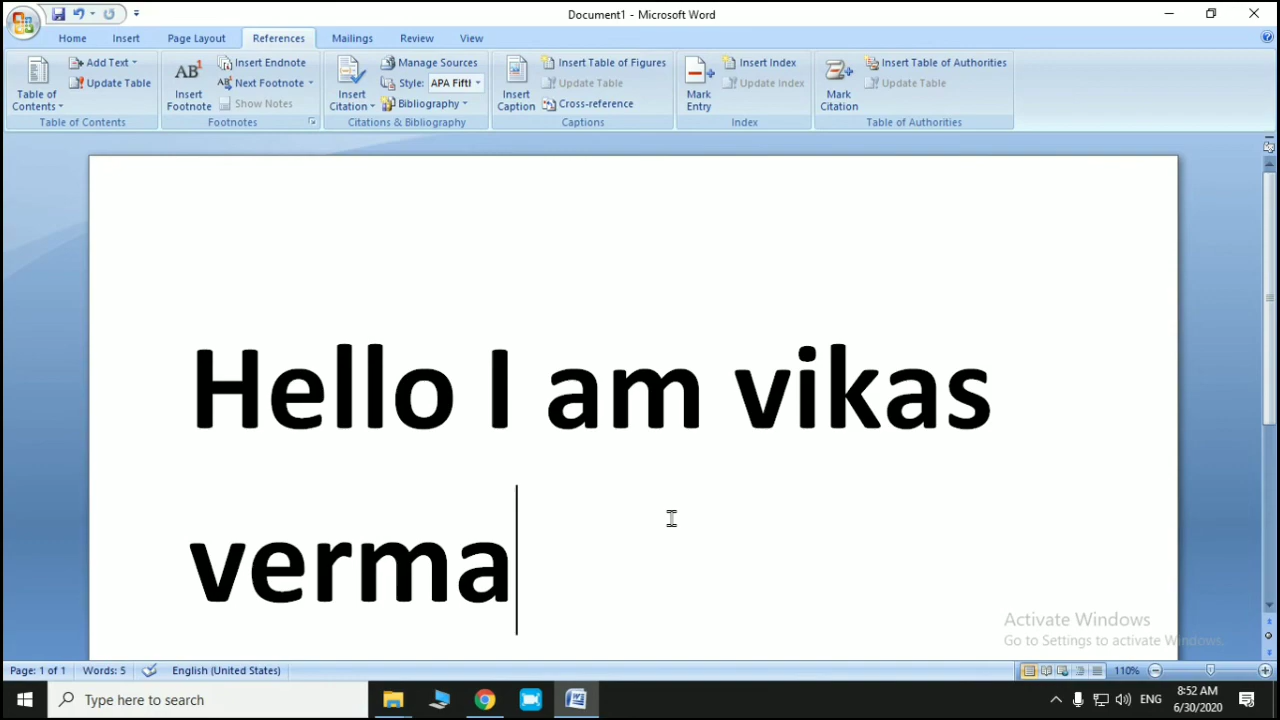 Document1 - Microsoft Word
Home Insert Page Layout References Mailings Review View
Table of Contents
Add Text
Update Table
Table of Contents
AB1
Insert Footnote
Insert Endnote
AB1 Next Footnote
Show Notes
Footnotes
Insert Citation
Manage Sources
Style: APA Fifth
Bibliography
Citations & Bibliography
Insert Caption
Insert Table of Figures
Update Table
Cross-reference
Captions
Mark Entry
Insert Index
Update Index
Index
Mark Citation
Insert Table of Authorities
Update Table
Table of Authorities
Hello I am vikas
verma
Activate Windows
Go to Settings to activate Windows.
Page: 1 of 1 Words: 5 English (United States) 110%
Type here to search ENG 8:52 AM
6/30/2020